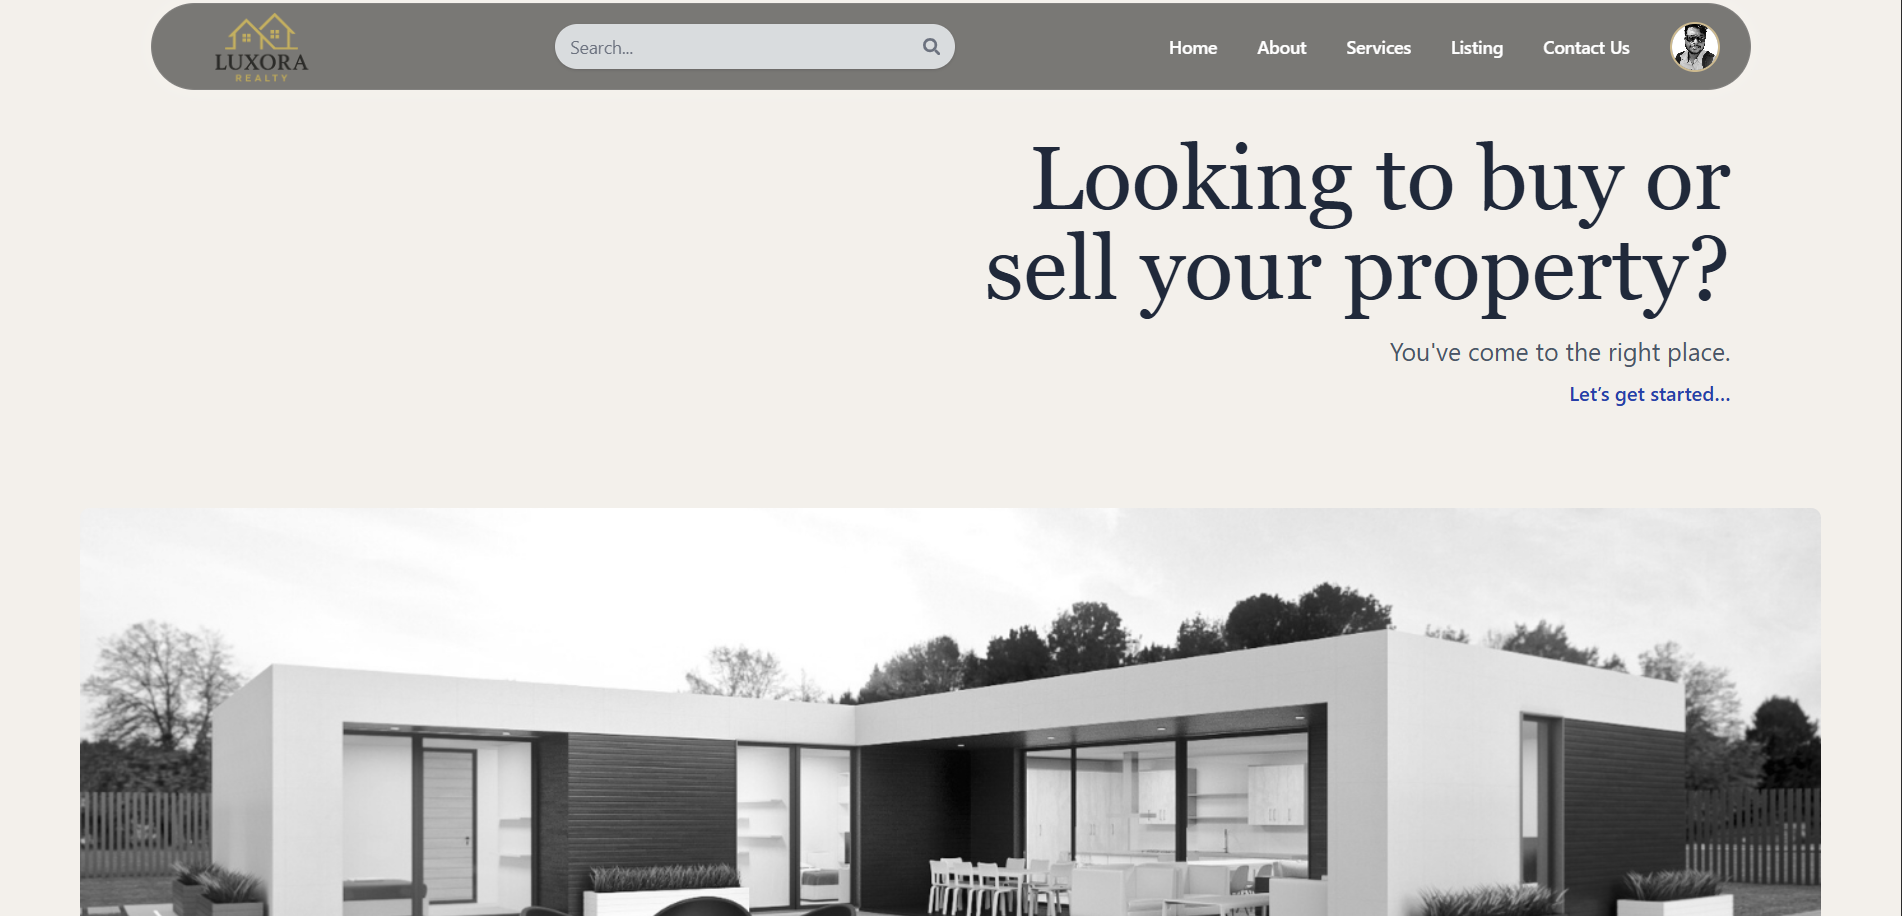 LUXORA
REALTY
Search...
Home
About
Services
Listing
Contact Us
Looking to buy or
sell your property?
You've come to the right place.
Let’s get started...